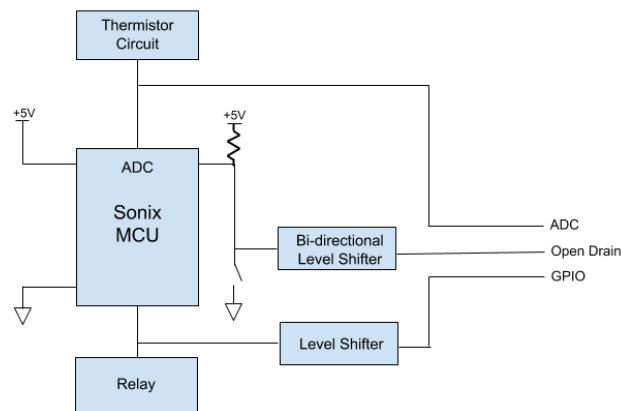 Thermistor
Circuit
+5V
+5V
ADC
Sonix
MCU
ADC
Bi-directional
Level Shifter
Open Drain
GPIO
Level Shifter
Relay